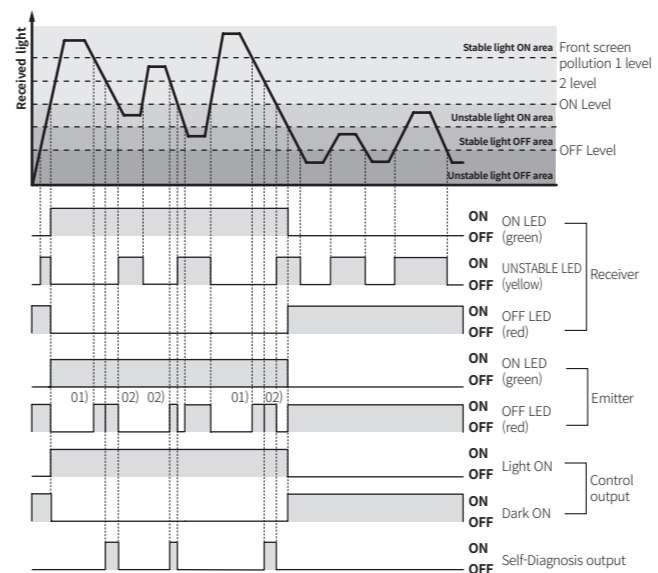 Received light
Stable light ON area
Front screen
pollution 1 level
2 level
ON Level
Unstable light ON area
Stable light OFF area
OFF Level
Unstable light OFF area
ON
OFF
ON LED
(green)
ON
OFF
UNSTABLE LED
(yellow)
Receiver
ON
OFF
OFF LED
(red)
ON
OFF
ON LED
(green)
Emitter
01) 02) 02) 01) 02)
ON
OFF
OFF LED
(red)
ON
OFF
Light ON
Control
output
ON
OFF
Dark ON
ON
OFF
Self-Diagnosis output